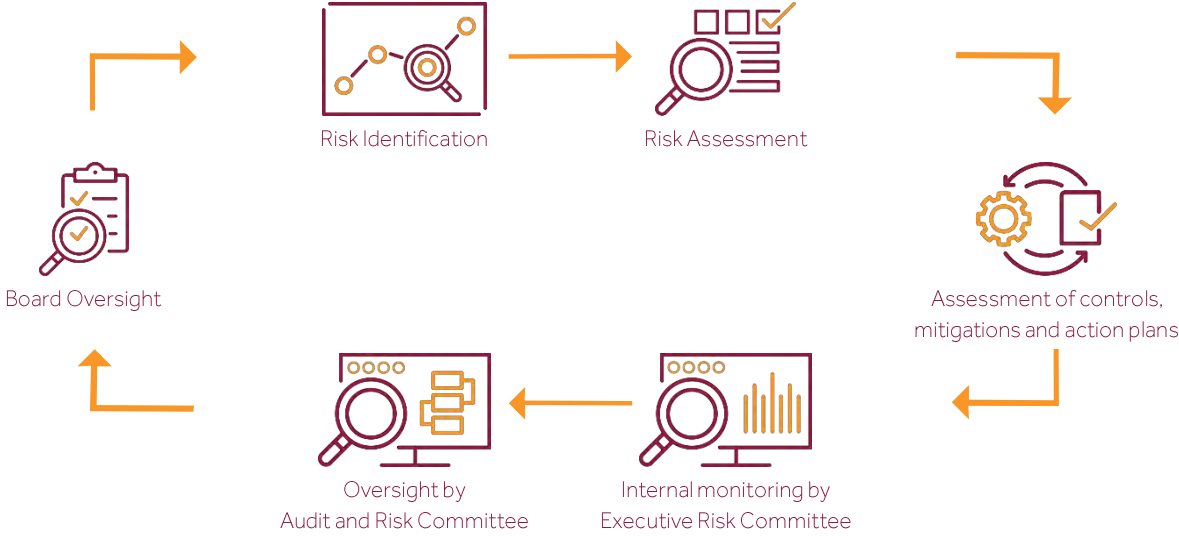 Risk Identification
Risk Assessment
Board Oversight
Assessment of controls,
mitigations and action plans
Oversight by
Audit and Risk Committee
Internal monitoring by
Executive Risk Committee